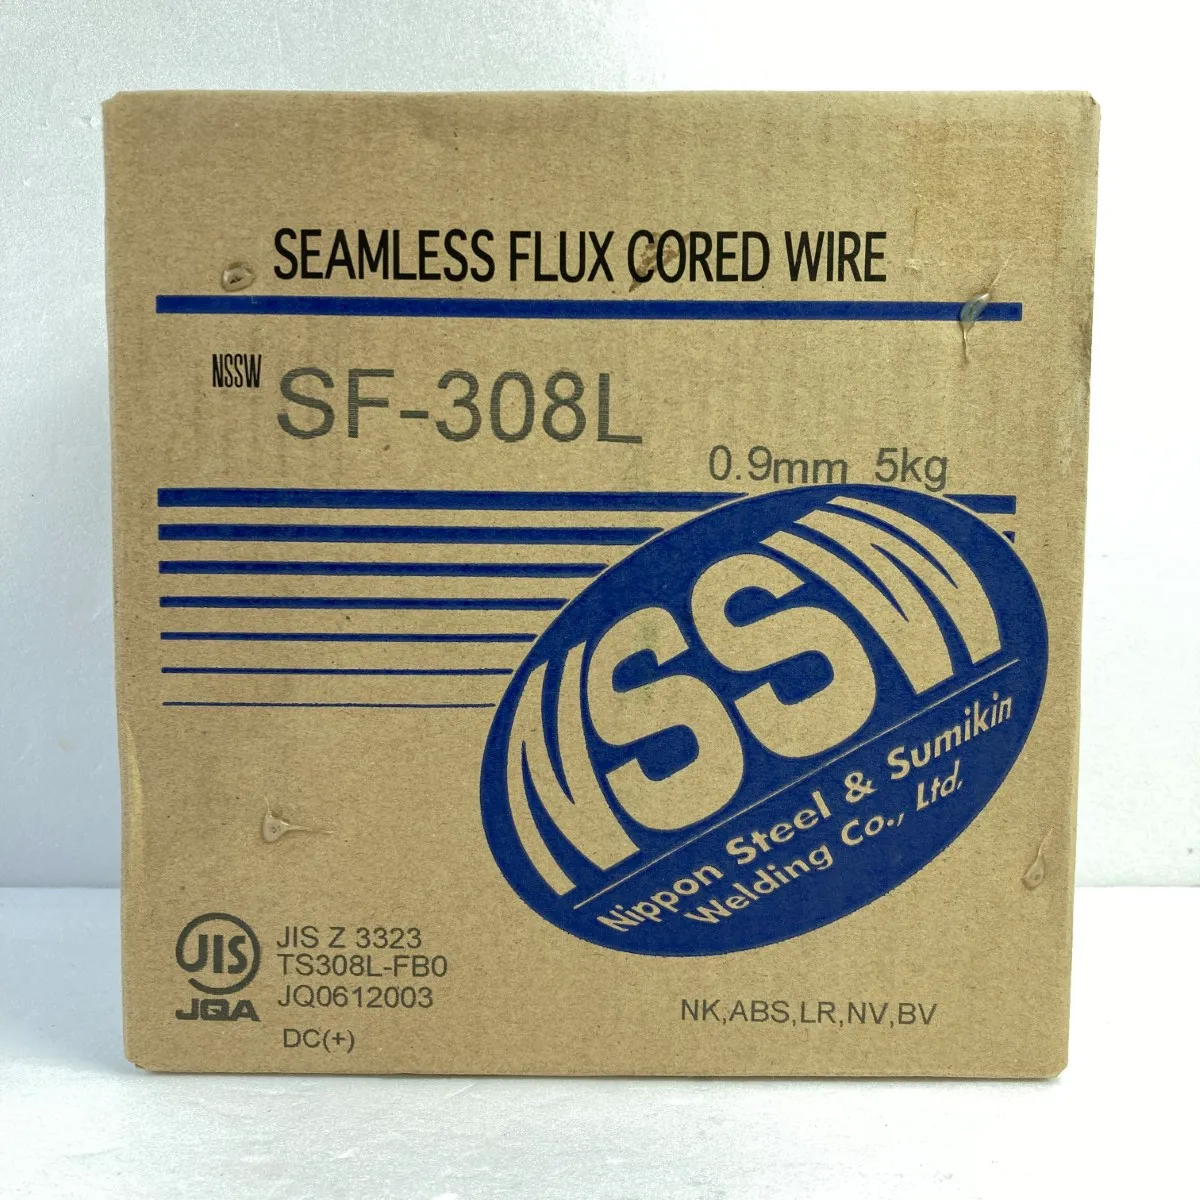 SEAMLESS FLUX CORED WIRE
NSSW SF-308L
0.9mm 5kg
NSSW
Nippon Steel & Sumikin
Welding Co., Ltd.
JIS
JQA
JIS Z 3323
TS308L-FB0
JQ0612003
DC(+)
NK,ABS,LR,NV,BV